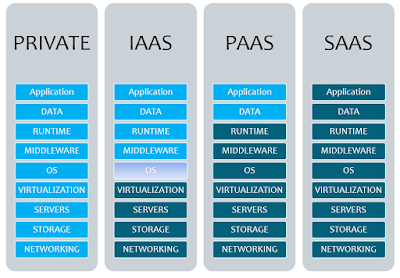 PRIVATE
Application
DATA
RUNTIME
MIDDLEWARE
OS
VIRTUALIZATION
SERVERS
STORAGE
NETWORKING
IAAS
Application
DATA
RUNTIME
MIDDLEWARE
OS
VIRTUALIZATION
SERVERS
STORAGE
NETWORKING
PAAS
Application
DATA
RUNTIME
MIDDLEWARE
OS
VIRTUALIZATION
SERVERS
STORAGE
NETWORKING
SAAS
Application
DATA
RUNTIME
MIDDLEWARE
OS
VIRTUALIZATION
SERVERS
STORAGE
NETWORKING